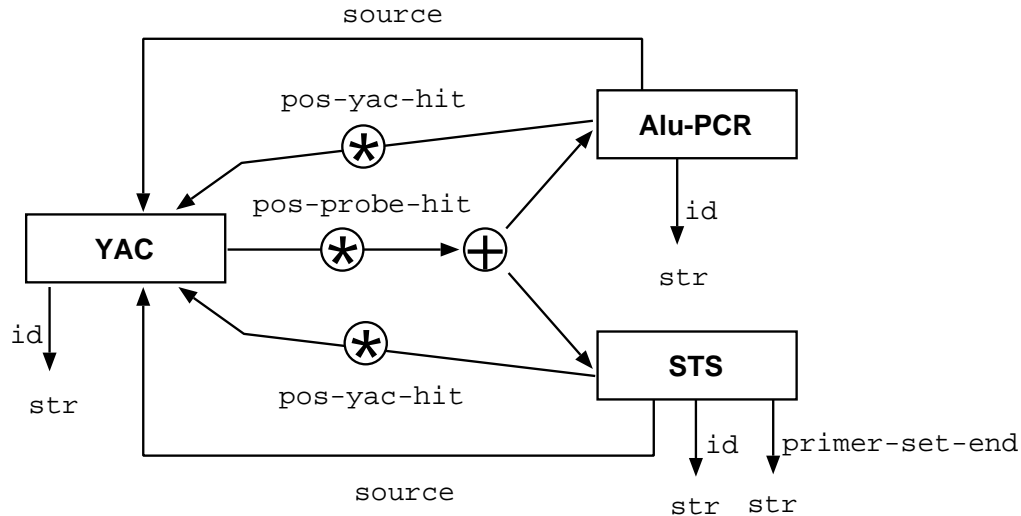 source
pos-yac-hit
Alu-PCR
pos-probe-hit
id
YAC
+
str
id
STS
str
pos-yac-hit
id
primer-set-end
source
str
str
*
*
*